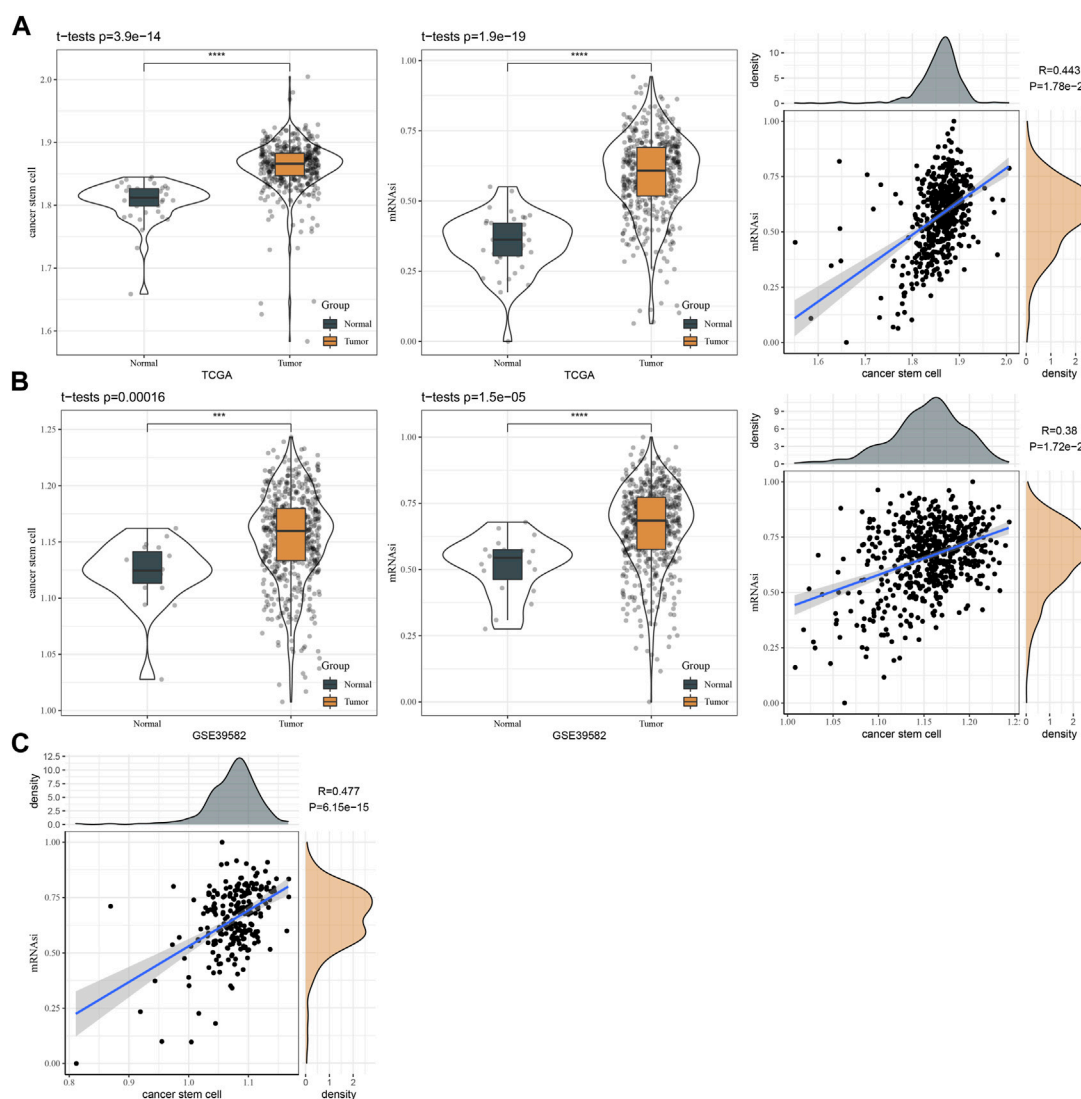 A
t-tests p=3.9e-14
****
cancer stem cell
2.0
1.9
1.8
1.7
1.6
Group
Normal
Tumor
Normal
Tumor
TCGA
t-tests p=1.9e-19
****
mRNAsi
1.00
0.75
0.50
0.25
0.00
Group
Normal
Tumor
Normal
Tumor
TCGA
density
10
5
0
R=0.443
P=1.78e-2
mRNAsi
1.00
0.75
0.50
0.25
0.00
1.6
1.7
1.8
1.9
2.0
cancer stem cell
0
1
2
density
B
t-tests p=0.00016
***
cancer stem cell
1.25
1.20
1.15
1.10
1.05
1.00
Group
Normal
Tumor
Normal
Tumor
GSE39582
t-tests p=1.5e-05
****
mRNAsi
1.00
0.75
0.50
0.25
0.00
Group
Normal
Tumor
Normal
Tumor
GSE39582
density
9
6
3
0
R=0.38
P=1.72e-2
mRNAsi
1.00
0.75
0.50
0.25
0.00
1.00
1.05
1.10
1.15
1.20
cancer stem cell
0
1
2
density
C
density
12.5
10.0
7.5
5.0
2.5
0.0
R=0.477
P=6.15e-15
mRNAsi
1.00
0.75
0.50
0.25
0.00
0.8
0.9
1.0
1.1
cancer stem cell
0
1
2
density